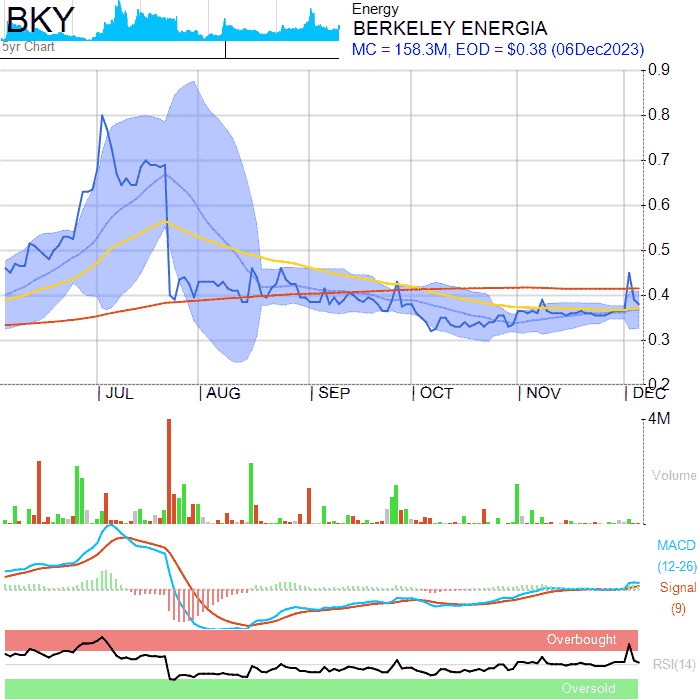 BKY
5yr Chart
Energy
BERKELEY ENERGIA
MC = 158.3M, EOD = $0.38 (06Dec2023)
0.9
0.8
0.7
0.6
0.5
0.4
0.3
0.2
JUL AUG SEP OCT NOV DEC
4M
Volume
MACD
(12-26)
Signal
(9)
Overbought
RSI(14)
Oversold